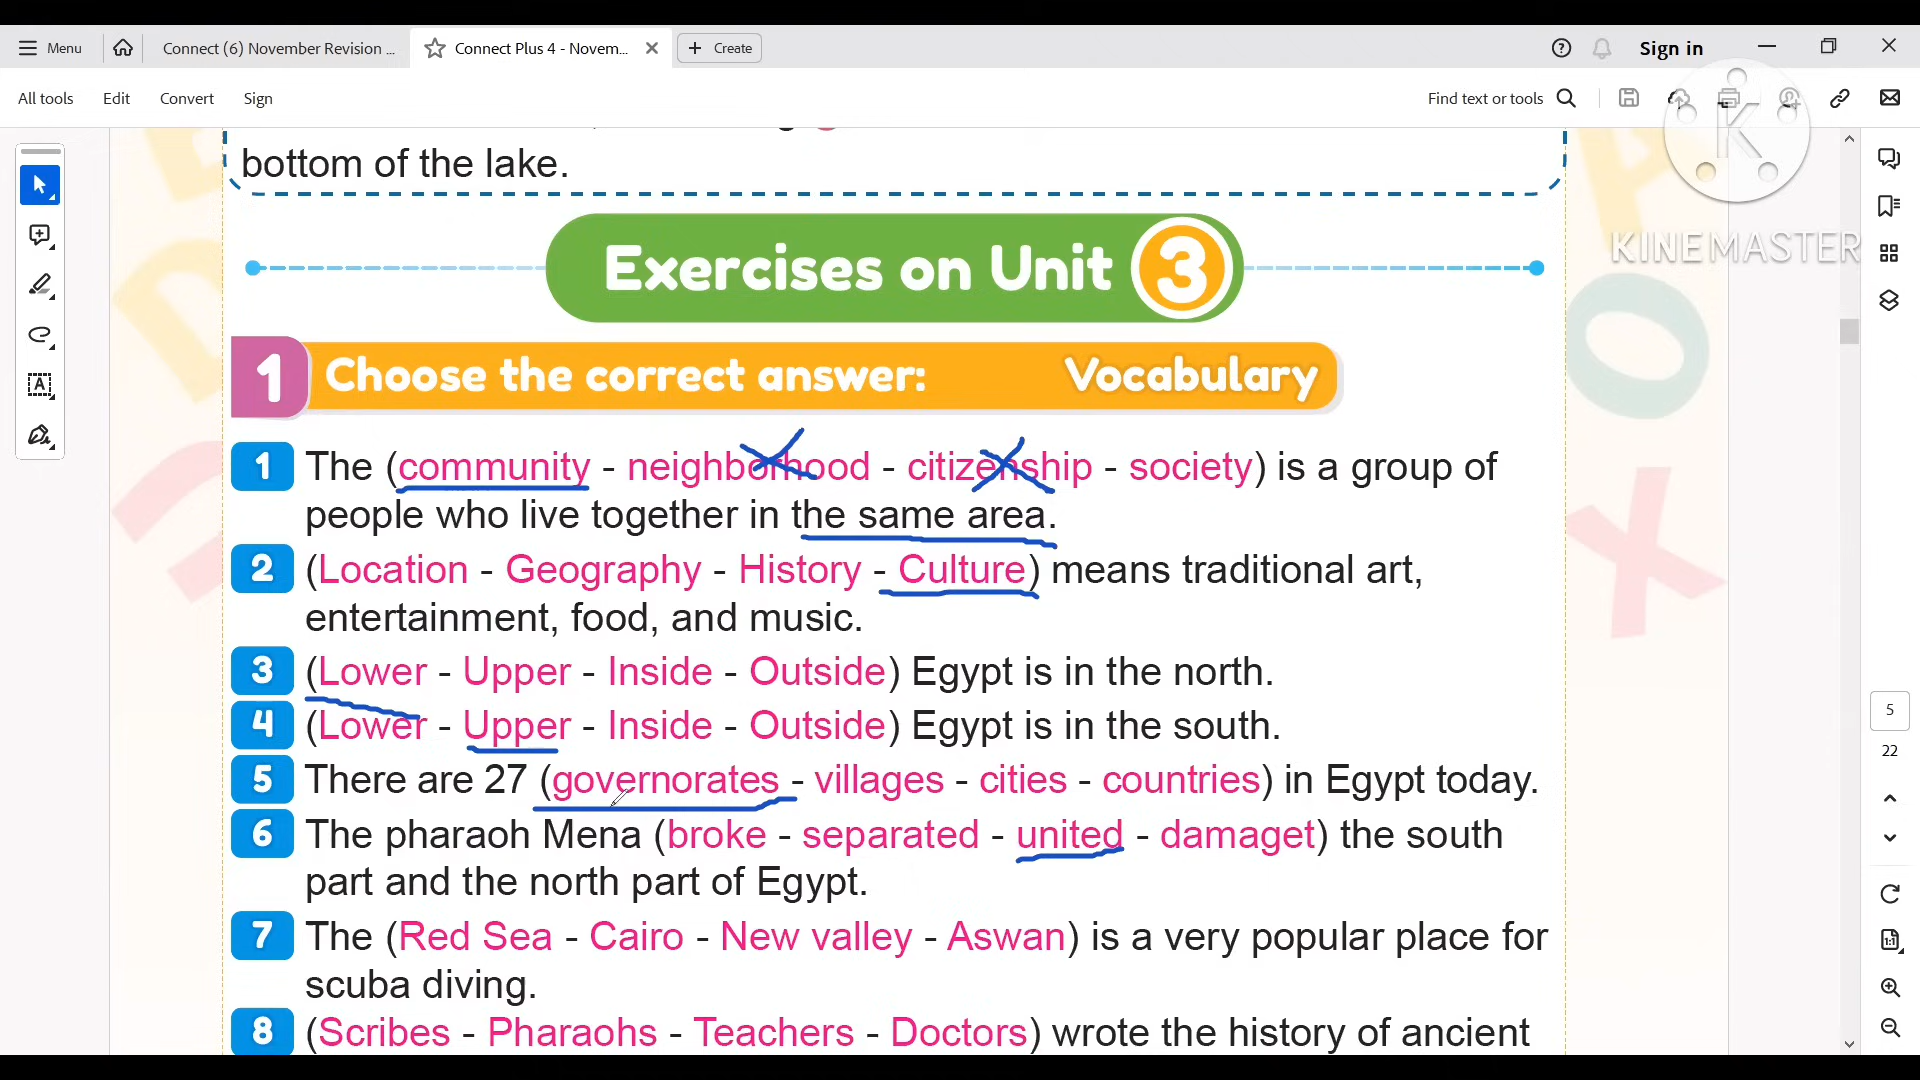 Menu
Connect (6) November Revision ...
Connect Plus 4 - Novem...
Create
Sign in
All tools
Edit
Convert
Sign
Find text or tools
K
KINEMASTER
bottom of the lake.
Exercises on Unit 3
1 Choose the correct answer: Vocabulary
1 The (community - neighborhood - citizenship - society) is a group of
people who live together in the same area.
2 (Location - Geography - History - Culture) means traditional art,
entertainment, food, and music.
3 (Lower - Upper - Inside - Outside) Egypt is in the north.
4 (Lower - Upper - Inside - Outside) Egypt is in the south.
5 There are 27 (governorates - villages - cities - countries) in Egypt today.
6 The pharaoh Mena (broke - separated - united - damaget) the south
part and the north part of Egypt.
7 The (Red Sea - Cairo - New valley - Aswan) is a very popular place for
scuba diving.
8 (Scribes - Pharaohs - Teachers - Doctors) wrote the history of ancient
5
22